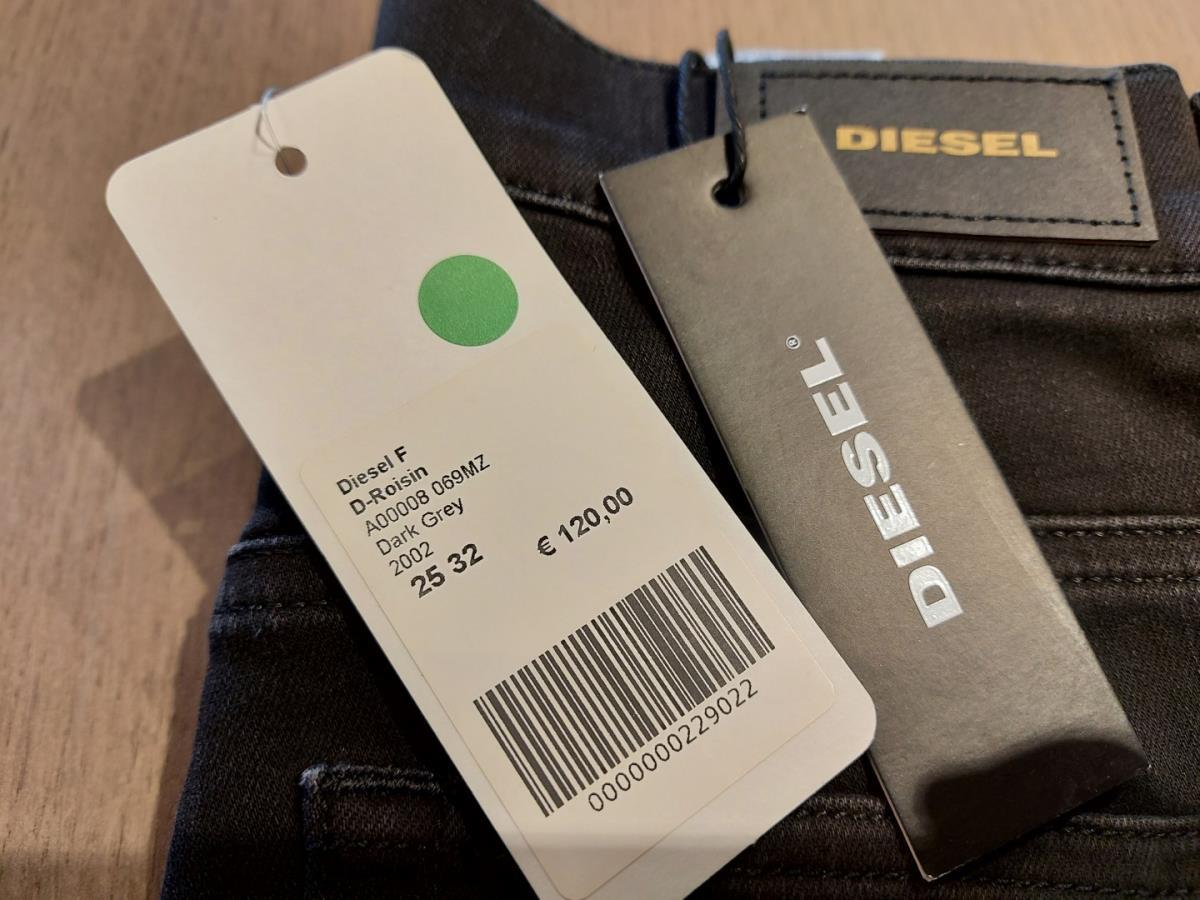 Diesel F
D-Roisin
A00008 069MZ
Dark Grey
2002
25 32
€ 120,00
0000000229022
DIESEL®
DIESEL